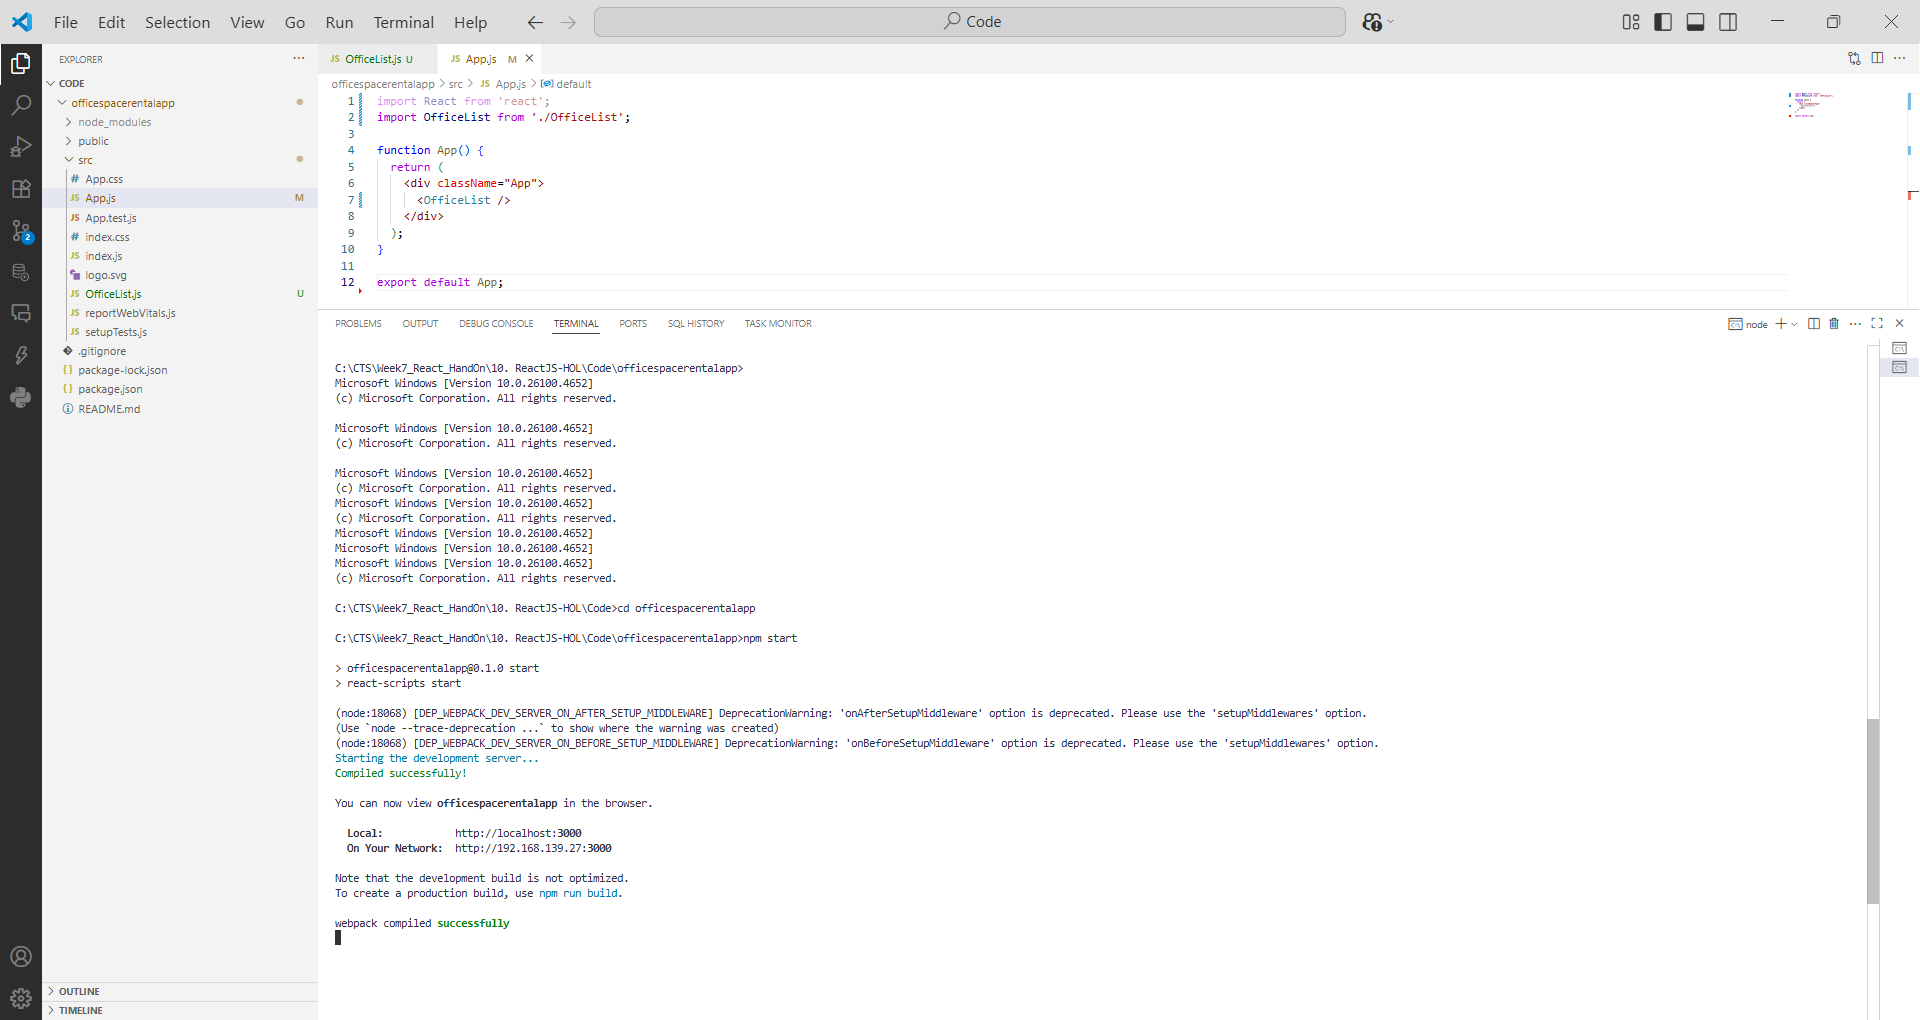 File Edit Selection View Go Run Terminal Help Code
EXPLORER
CODE
officespacerentalapp
node_modules
public
src
# App.css
JS App.js M
JS App.test.js
# index.css
JS index.js
logo.svg
JS OfficeList.js U
JS reportWebVitals.js
JS setupTests.js
.gitignore
{} package-lock.json
{} package.json
README.md
2
OUTLINE
TIMELINE
JS OfficeList.js U JS App.js M
officespacerentalapp > src > JS App.js > default
1 import React from 'react';
2 import OfficeList from './OfficeList';
3
4 function App() {
5 return (
6 <div className="App">
7 <OfficeList />
8 </div>
9 );
10 }
11
12 export default App;
PROBLEMS OUTPUT DEBUG CONSOLE TERMINAL PORTS SQL HISTORY TASK MONITOR node
C:\CTS\Week7_React_HandOn\10. ReactJS-HOL\Code\officespacerentalapp>
Microsoft Windows [Version 10.0.26100.4652]
(c) Microsoft Corporation. All rights reserved.
Microsoft Windows [Version 10.0.26100.4652]
(c) Microsoft Corporation. All rights reserved.
Microsoft Windows [Version 10.0.26100.4652]
(c) Microsoft Corporation. All rights reserved.
Microsoft Windows [Version 10.0.26100.4652]
(c) Microsoft Corporation. All rights reserved.
Microsoft Windows [Version 10.0.26100.4652]
Microsoft Windows [Version 10.0.26100.4652]
Microsoft Windows [Version 10.0.26100.4652]
(c) Microsoft Corporation. All rights reserved.
C:\CTS\Week7_React_HandOn\10. ReactJS-HOL\Code>cd officespacerentalapp
C:\CTS\Week7_React_HandOn\10. ReactJS-HOL\Code\officespacerentalapp>npm start
> officespacerentalapp@0.1.0 start
> react-scripts start
(node:18068) [DEP_WEBPACK_DEV_SERVER_ON_AFTER_SETUP_MIDDLEWARE] DeprecationWarning: 'onAfterSetupMiddleware' option is deprecated. Please use the 'setupMiddlewares' option.
(Use `node --trace-deprecation ...` to show where the warning was created)
(node:18068) [DEP_WEBPACK_DEV_SERVER_ON_BEFORE_SETUP_MIDDLEWARE] DeprecationWarning: 'onBeforeSetupMiddleware' option is deprecated. Please use the 'setupMiddlewares' option.
Starting the development server...
Compiled successfully!
You can now view officespacerentalapp in the browser.
Local: http://localhost:3000
On Your Network: http://192.168.139.27:3000
Note that the development build is not optimized.
To create a production build, use npm run build.
webpack compiled successfully